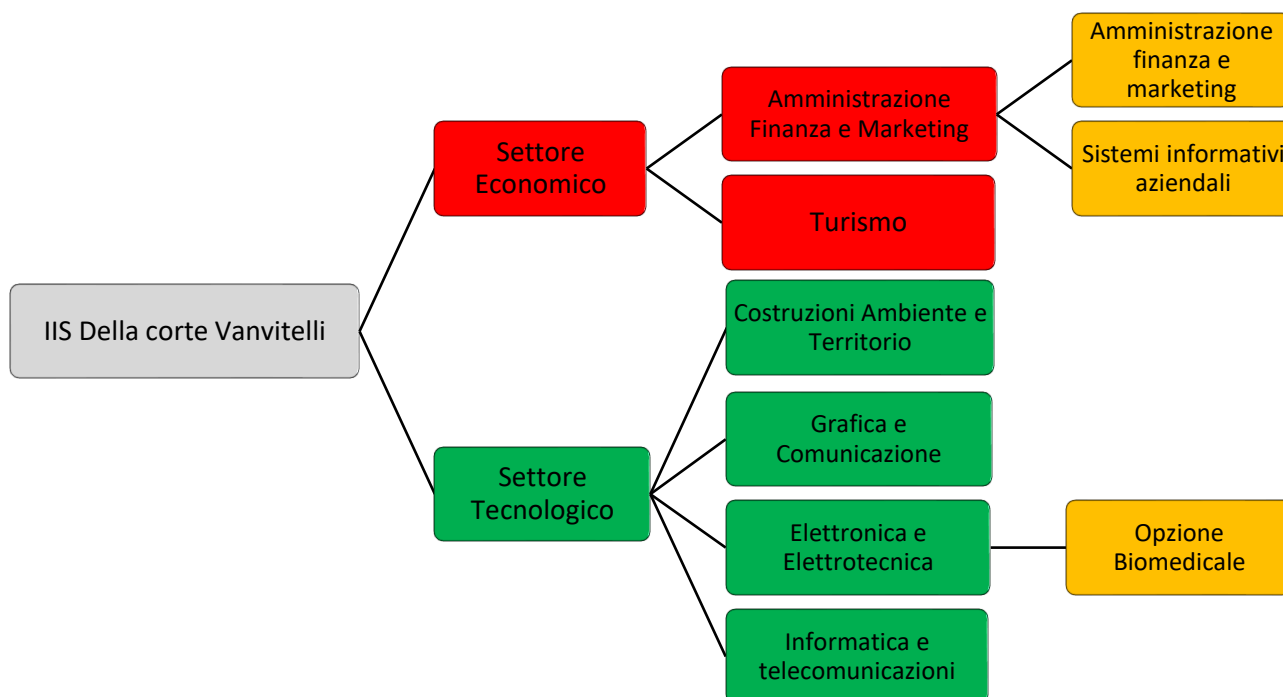 Amministrazione
finanza e
marketing
Amministrazione
Finanza e Marketing
Settore
Economico
Sistemi informativi
aziendali
Turismo
IIS Della corte Vanvitelli
Costruzioni Ambiente e
Territorio
Grafica e
Comunicazione
Settore
Tecnologico
Elettronica e
Elettrotecnica
Opzione
Biomedicale
Informatica e
telecomunicazioni